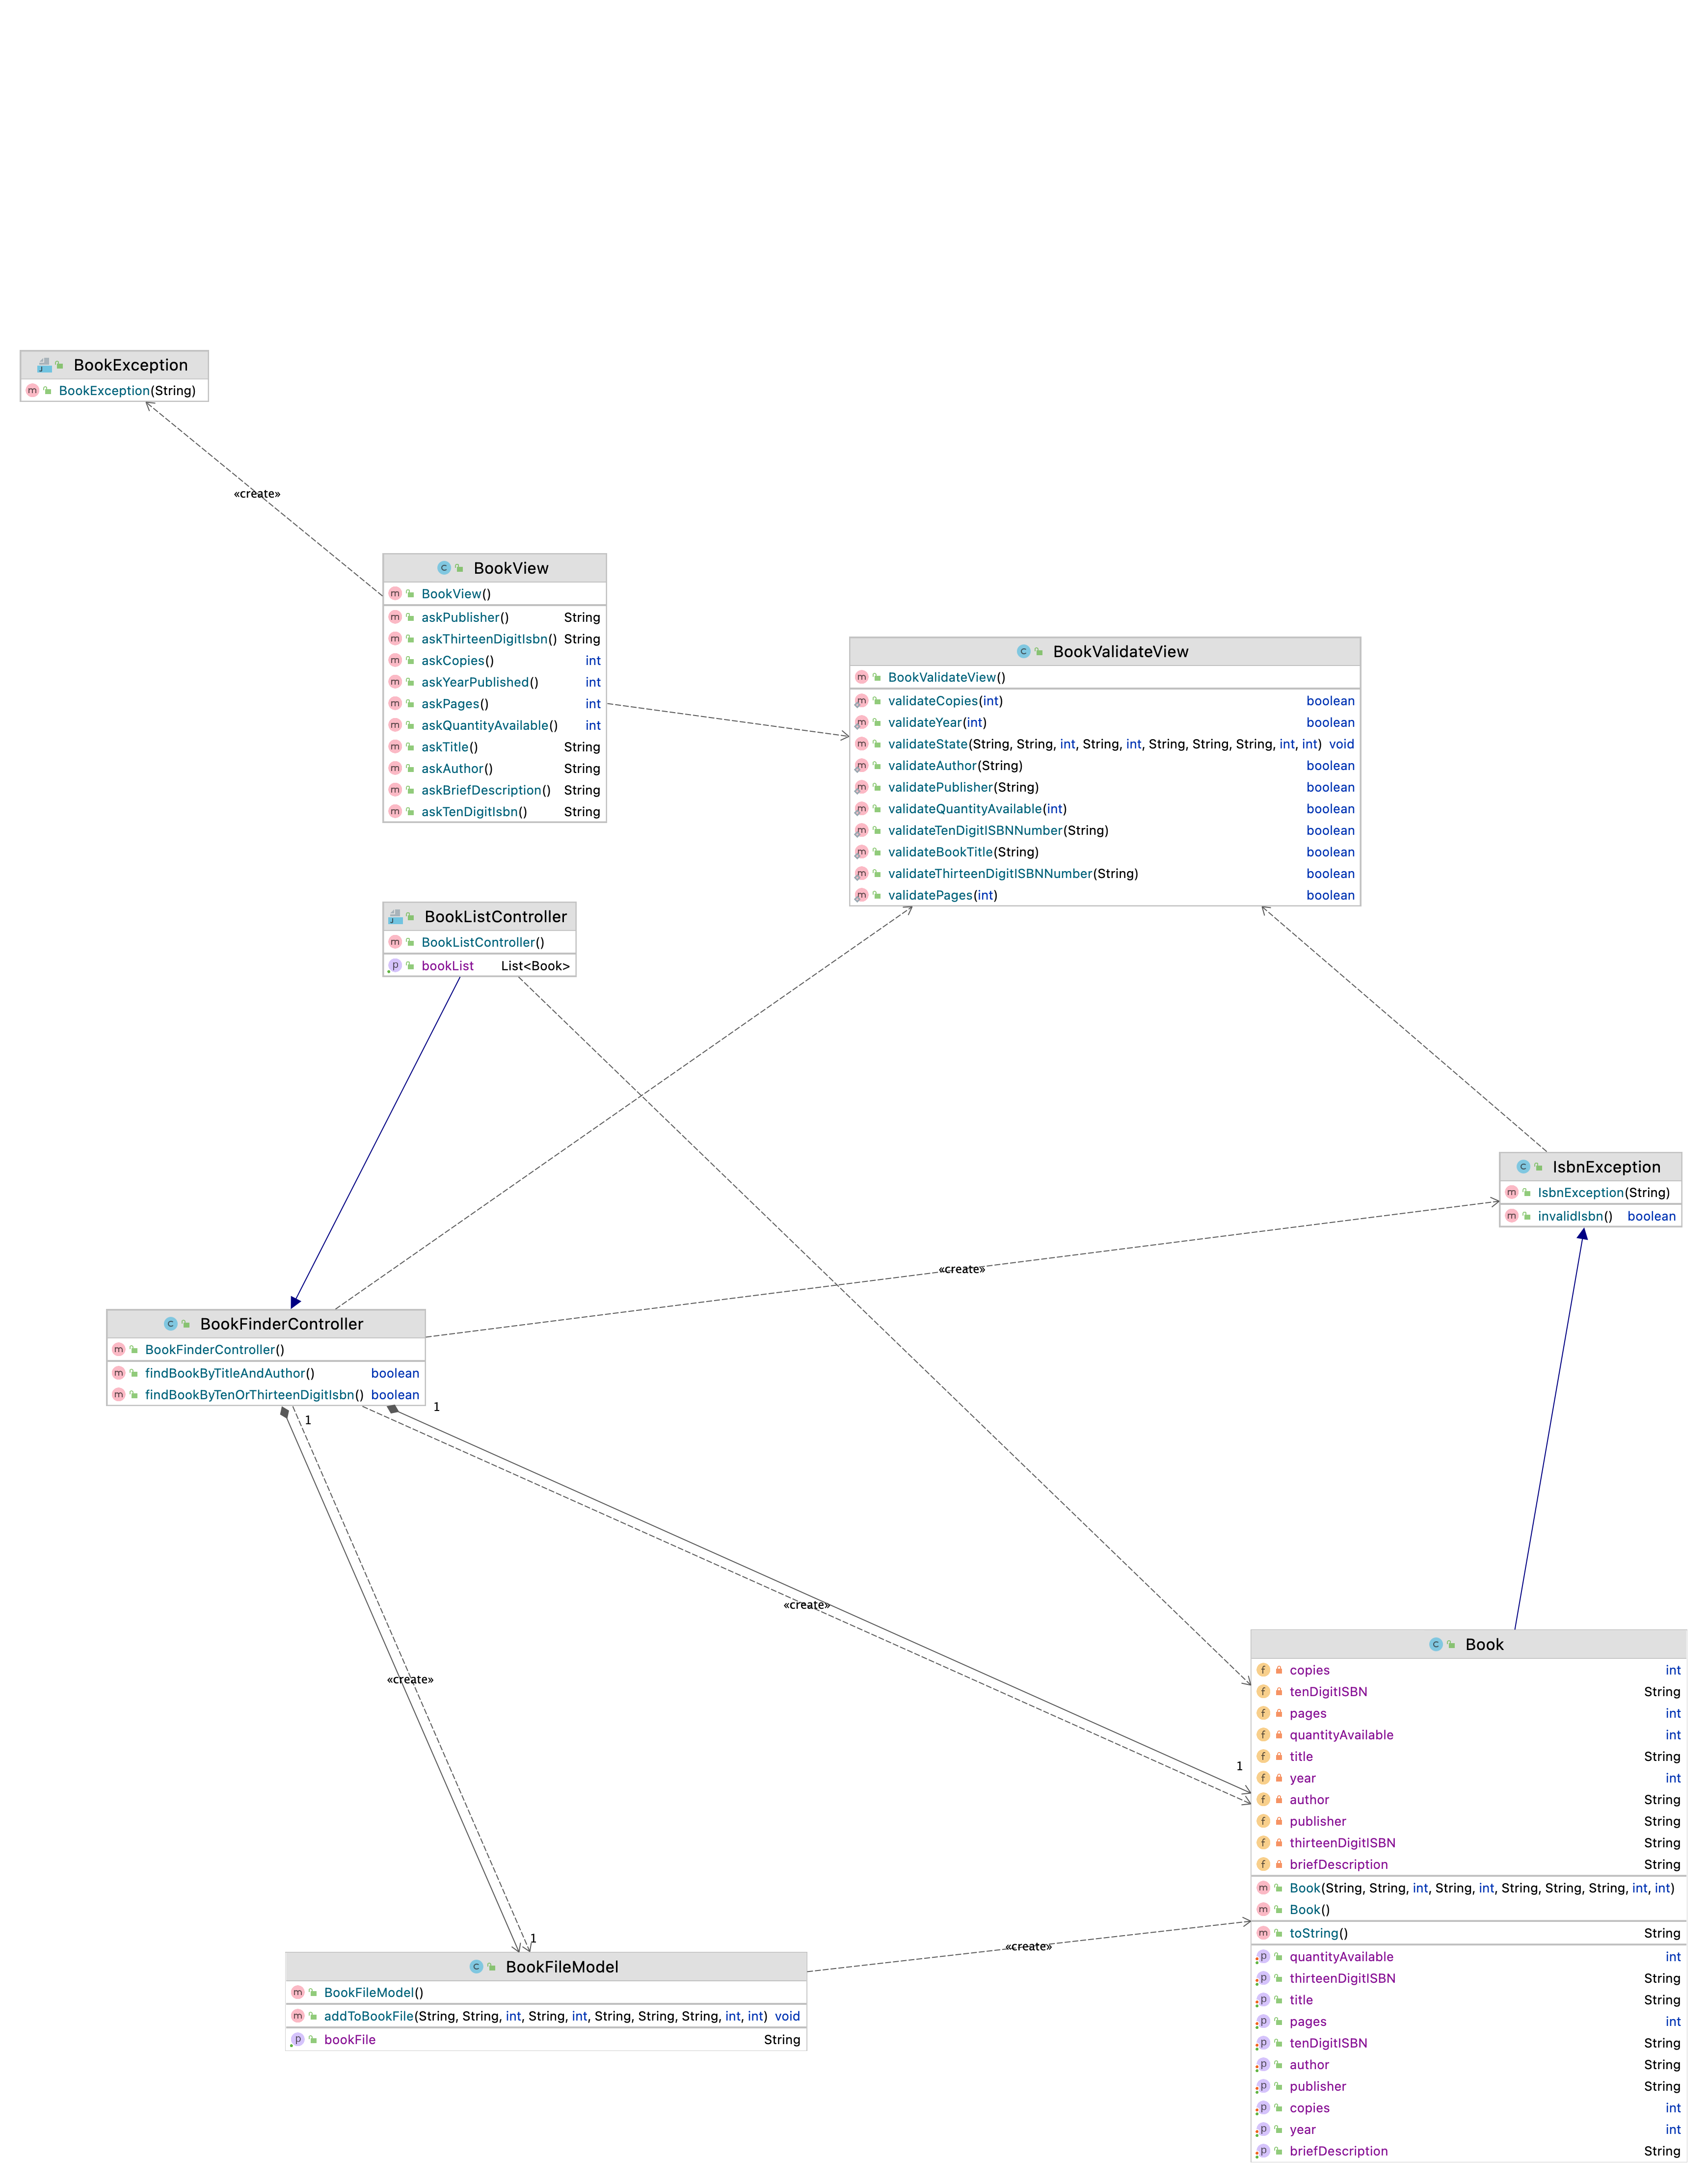 BookException
BookException(String)
«create»
BookView
BookView()
askPublisher() String
askThirteenDigitIsbn() String
askCopies() int
askYearPublished() int
askPages() int
askQuantityAvailable() int
askTitle() String
askAuthor() String
askBriefDescription() String
askTenDigitIsbn() String
BookValidateView
BookValidateView()
validateCopies(int) boolean
validateYear(int) boolean
validateState(String, String, int, String, int, String, String, String, int, int) void
validateAuthor(String) boolean
validatePublisher(String) boolean
validateQuantityAvailable(int) boolean
validateTenDigitISBNNumber(String) boolean
validateBookTitle(String) boolean
validateThirteenDigitISBNNumber(String) boolean
validatePages(int) boolean
BookListController
BookListController()
bookList List<Book>
IsbnException
IsbnException(String)
invalidIsbn() boolean
«create»
BookFinderController
BookFinderController()
findBookByTitleAndAuthor() boolean
findBookByTenOrThirteenDigitIsbn() boolean
1
1
«create»
«create»
1
1
Book
copies int
tenDigitISBN String
pages int
quantityAvailable int
title String
year int
author String
publisher String
thirteenDigitISBN String
briefDescription String
Book(String, String, int, String, int, String, String, String, int, int)
Book()
toString() String
quantityAvailable int
thirteenDigitISBN String
title String
pages int
tenDigitISBN String
author String
publisher String
copies int
year int
briefDescription String
«create»
BookFileModel
BookFileModel()
addToBookFile(String, String, int, String, int, String, String, String, int, int) void
bookFile String